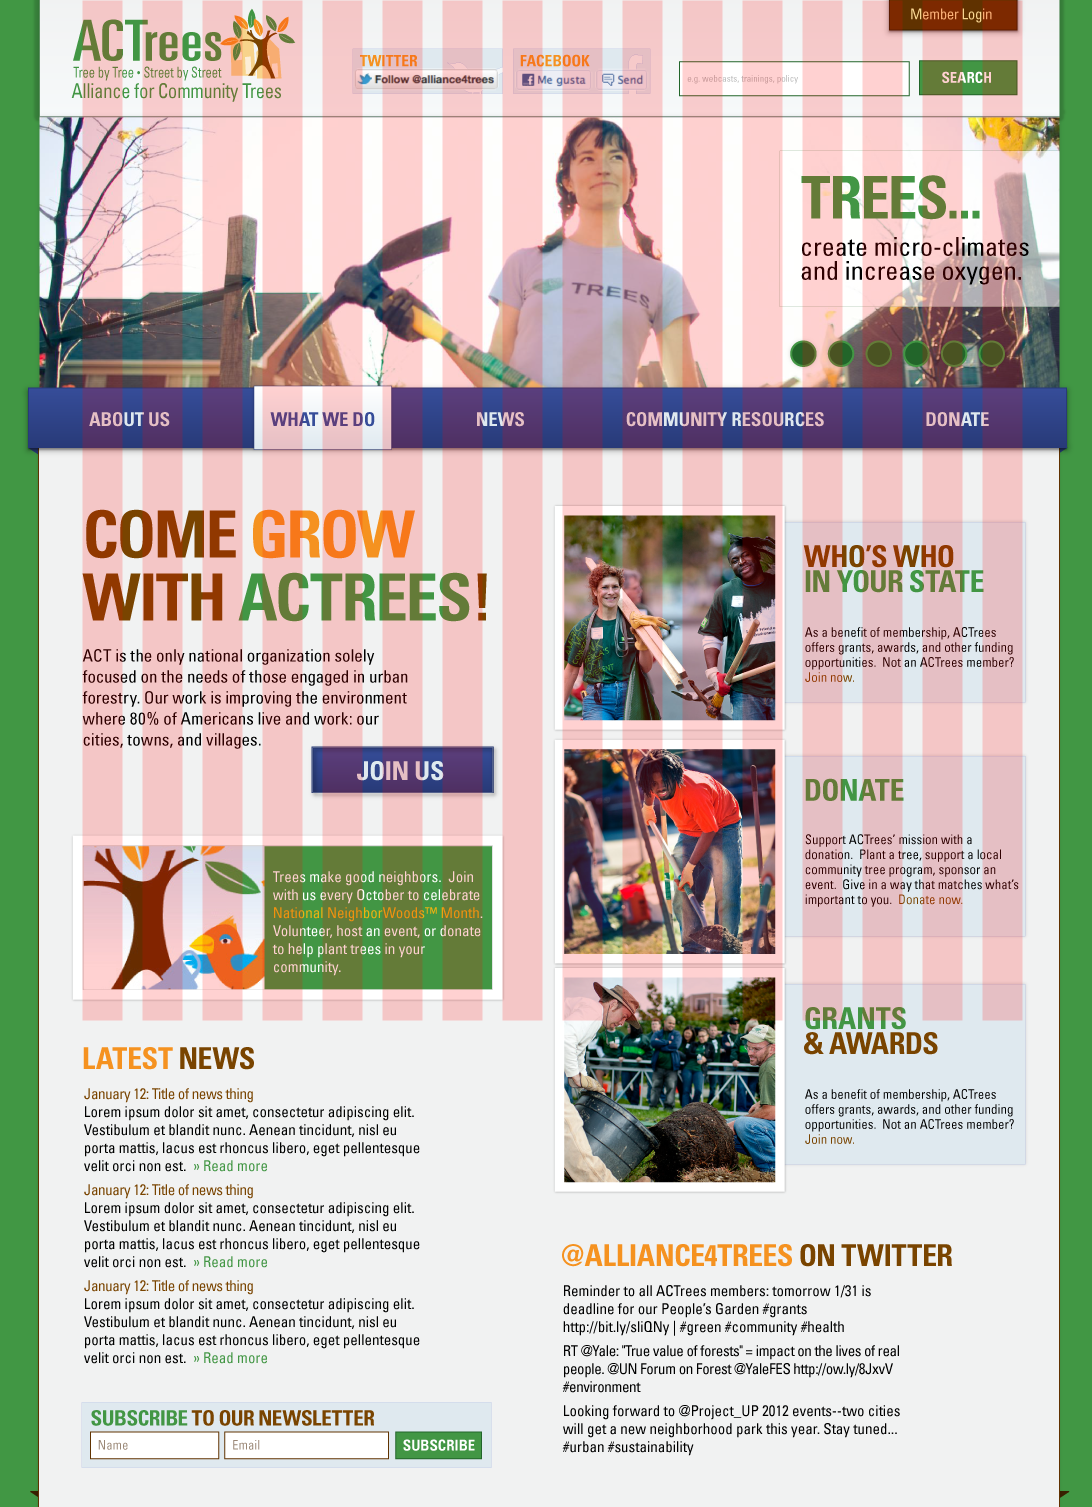 Member Login
ACTrees
Tree by Tree • Street by Street
Alliance for Community Trees
TWITTER
Follow @alliance4trees
FACEBOOK
Me gusta
Send
e.g. webcasts, trainings, policy
SEARCH
TREES
TREES...
create micro-climates
and increase oxygen.
ABOUT US
WHAT WE DO
NEWS
COMMUNITY RESOURCES
DONATE
COME GROW
WITH ACTREES!
ACT is the only national organization solely
focused on the needs of those engaged in urban
forestry. Our work is improving the environment
where 80% of Americans live and work: our
cities, towns, and villages.
JOIN US
Trees make good neighbors. Join
with us every October to celebrate
National NeighborWoods™ Month.
Volunteer, host an event, or donate
to help plant trees in your
community.
WHO'S WHO
IN YOUR STATE
As a benefit of membership, ACTrees
offers grants, awards, and other funding
opportunities. Not an ACTrees member?
Join now.
DONATE
Support ACTrees' mission with a
donation. Plant a tree, support a local
community tree program, sponsor an
event. Give in a way that matches what's
important to you. Donate now.
GRANTS
& AWARDS
As a benefit of membership, ACTrees
offers grants, awards, and other funding
opportunities. Not an ACTrees member?
Join now.
LATEST NEWS
January 12: Title of news thing
Lorem ipsum dolor sit amet, consectetur adipiscing elit.
Vestibulum et blandit nunc. Aenean tincidunt, nisl eu
porta mattis, lacus est rhoncus libero, eget pellentesque
velit orci non est. » Read more
January 12: Title of news thing
Lorem ipsum dolor sit amet, consectetur adipiscing elit.
Vestibulum et blandit nunc. Aenean tincidunt, nisl eu
porta mattis, lacus est rhoncus libero, eget pellentesque
velit orci non est. » Read more
January 12: Title of news thing
Lorem ipsum dolor sit amet, consectetur adipiscing elit.
Vestibulum et blandit nunc. Aenean tincidunt, nisl eu
porta mattis, lacus est rhoncus libero, eget pellentesque
velit orci non est. » Read more
SUBSCRIBE TO OUR NEWSLETTER
Name
Email
SUBSCRIBE
@ALLIANCE4TREES ON TWITTER
Reminder to all ACTrees members: tomorrow 1/31 is
deadline for our People's Garden #grants
http://bit.ly/sliQNy | #green #community #health
RT @Yale: "True value of forests" = impact on the lives of real
people. @UN Forum on Forest @YaleFES http://ow.ly/8JxvV
#environment
Looking forward to @Project_UP 2012 events--two cities
will get a new neighborhood park this year. Stay tuned...
#urban #sustainability